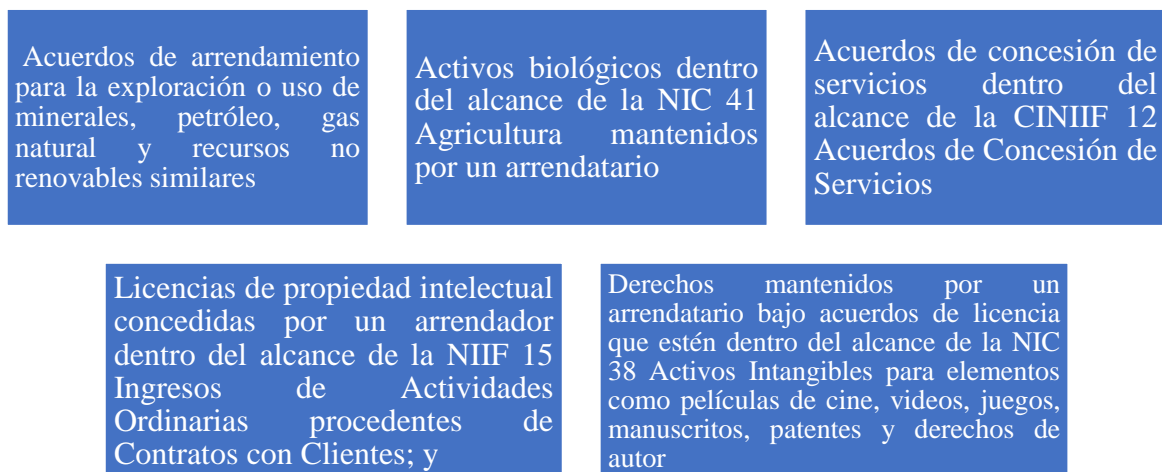 Acuerdos de arrendamiento
para la exploración o uso de
minerales, petróleo, gas
natural y recursos no
renovables similares
Activos biológicos dentro
del alcance de la NIC 41
Agricultura mantenidos
por un arrendatario
Acuerdos de concesión de
servicios dentro del
alcance de la CINIIF 12
Acuerdos de Concesión de
Servicios
Licencias de propiedad intelectual
concedidas por un arrendador
dentro del alcance de la NIIF 15
Ingresos de Actividades
Ordinarias procedentes de
Contratos con Clientes; y
Derechos mantenidos por un
arrendatario bajo acuerdos de licencia
que estén dentro del alcance de la NIC
38 Activos Intangibles para elementos
como películas de cine, videos, juegos,
manuscritos, patentes y derechos de
autor